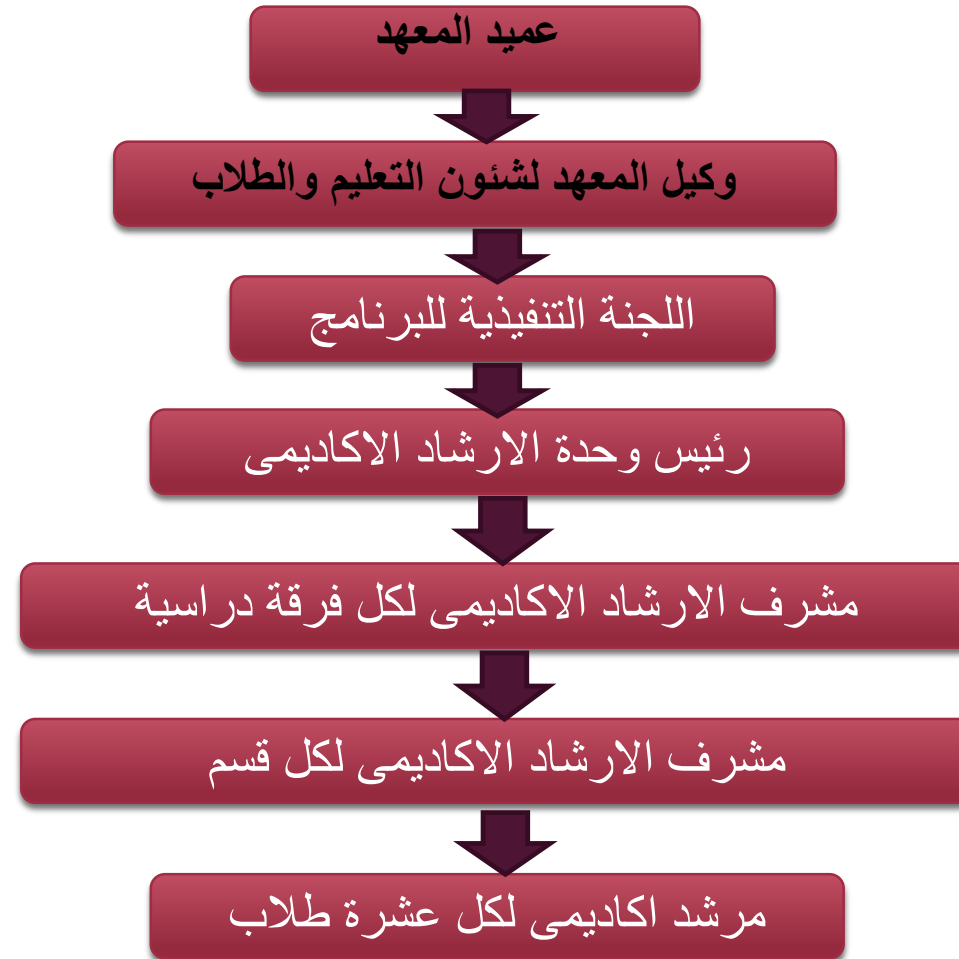 عميد المعهد
وكيل المعهد لشئون التعليم والطلاب
اللجنة التنفيذية للبرنامج
رئيس وحدة الارشاد الاكاديمى
مشرف الارشاد الاكاديمى لكل فرقة دراسية
مشرف الارشاد الاكاديمى لكل قسم
مرشد اكاديمى لكل عشرة طلاب